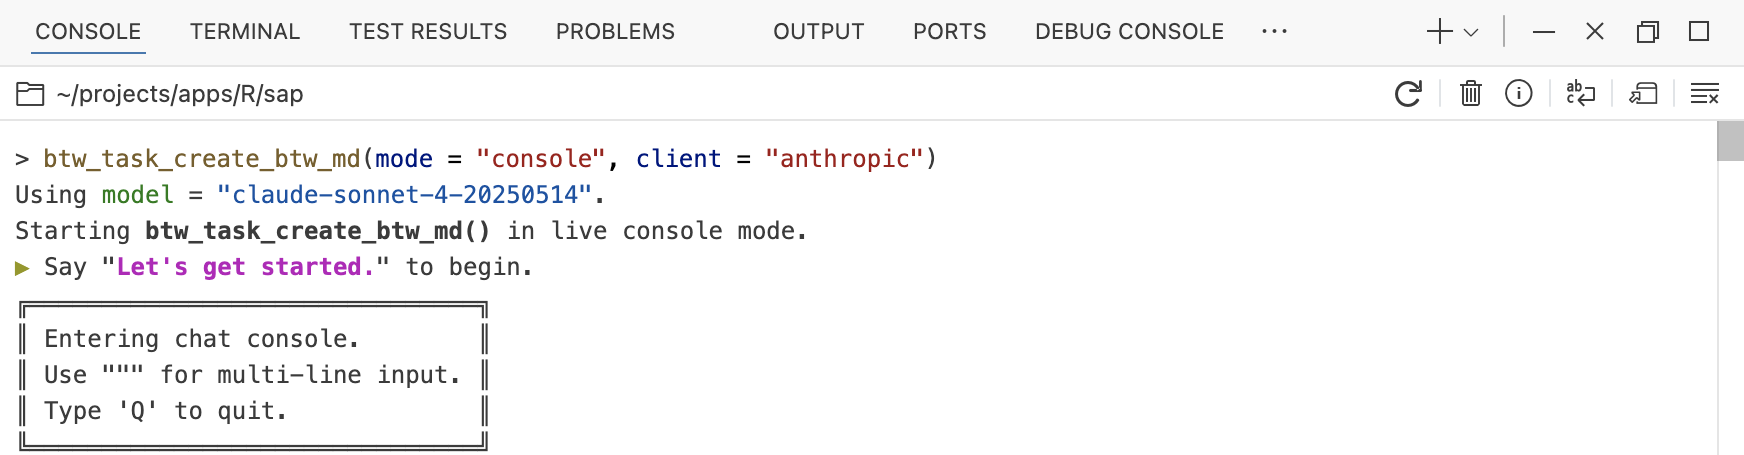 CONSOLE TERMINAL TEST RESULTS PROBLEMS OUTPUT PORTS DEBUG CONSOLE ···
~/projects/apps/R/sap
> btw_task_create_btw_md(mode = "console", client = "anthropic")
Using model = "claude-sonnet-4-20250514".
Starting btw_task_create_btw_md() in live console mode.
▶ Say "Let's get started." to begin.
Entering chat console.
Use """ for multi-line input.
Type 'Q' to quit.